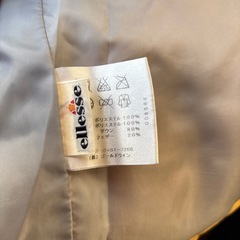 ellesse
ポリエステル 100%
ポリエステル 100%
ダウン 80%
フェザー 20%
(株) ゴールドウイン